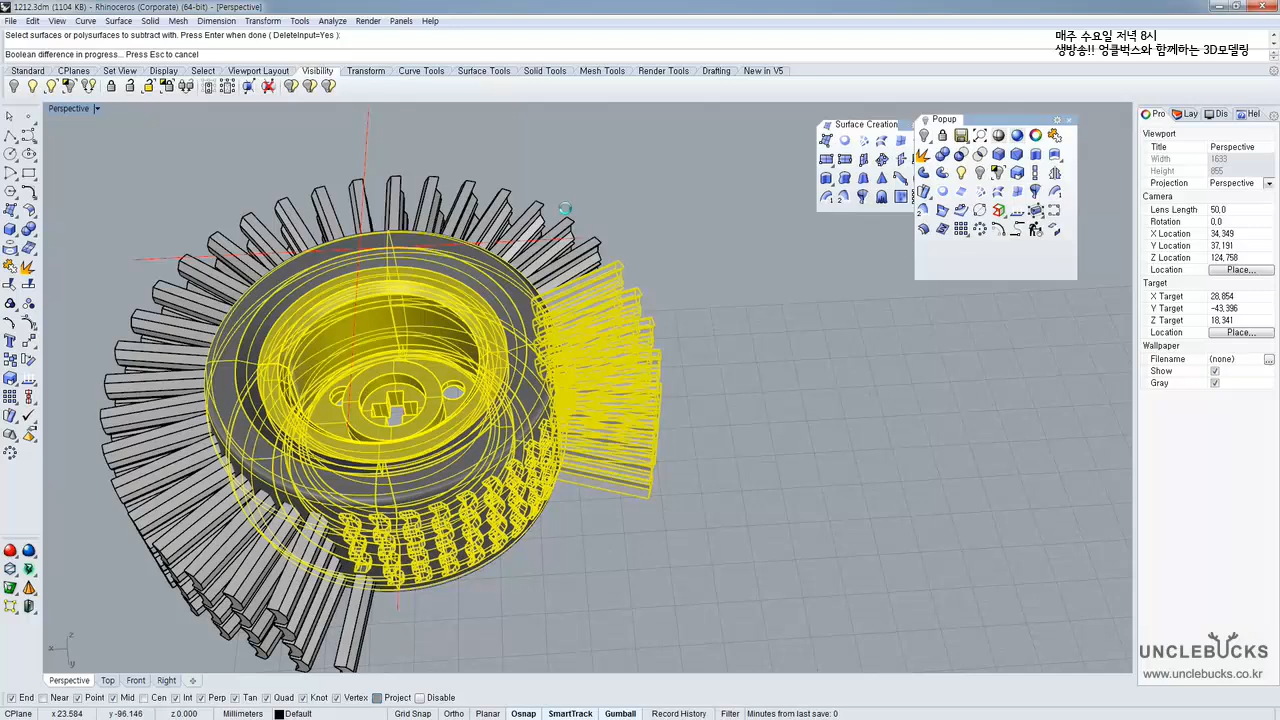 1212.3dm (1104 KB) - Rhinoceros (Corporate) (64-bit) - [Perspective]
File Edit View Curve Surface Solid Mesh Dimension Transform Tools Analyze Render Panels Help
Select surfaces or polysurfaces to subtract with. Press Enter when done ( DeleteInput=Yes ):
Boolean difference in progress... Press Esc to cancel
매주 수요일 저녁 8시
생방송!! 엉클벅스와 함께하는 3D모델링
Standard CPlanes Set View Display Select Viewport Layout Visibility Transform Curve Tools Surface Tools Solid Tools Mesh Tools Render Tools Drafting New in V5
Perspective
Surface Creation
Popup
Pro Lay Dis Hel
Viewport
Title Perspective
Width 1633
Height 855
Projection Perspective
Camera
Lens Length 50,0
Rotation 0,0
X Location 34,349
Y Location 37,191
Z Location 124,758
Location Place...
Target
X Target 28,854
Y Target -43,396
Z Target 18,341
Location Place...
Wallpaper
Filename (none) ...
Show
Gray
z
x
y
UNCLEBUCKS
www.unclebucks.co.kr
Perspective Top Front Right
End Near Point Mid Cen Int Perp Tan Quad Knot Vertex Project Disable
CPlane x 23.584 y -96.146 z 0.000 Millimeters Default Grid Snap Ortho Planar Osnap SmartTrack Gumball Record History Filter Minutes from last save: 0